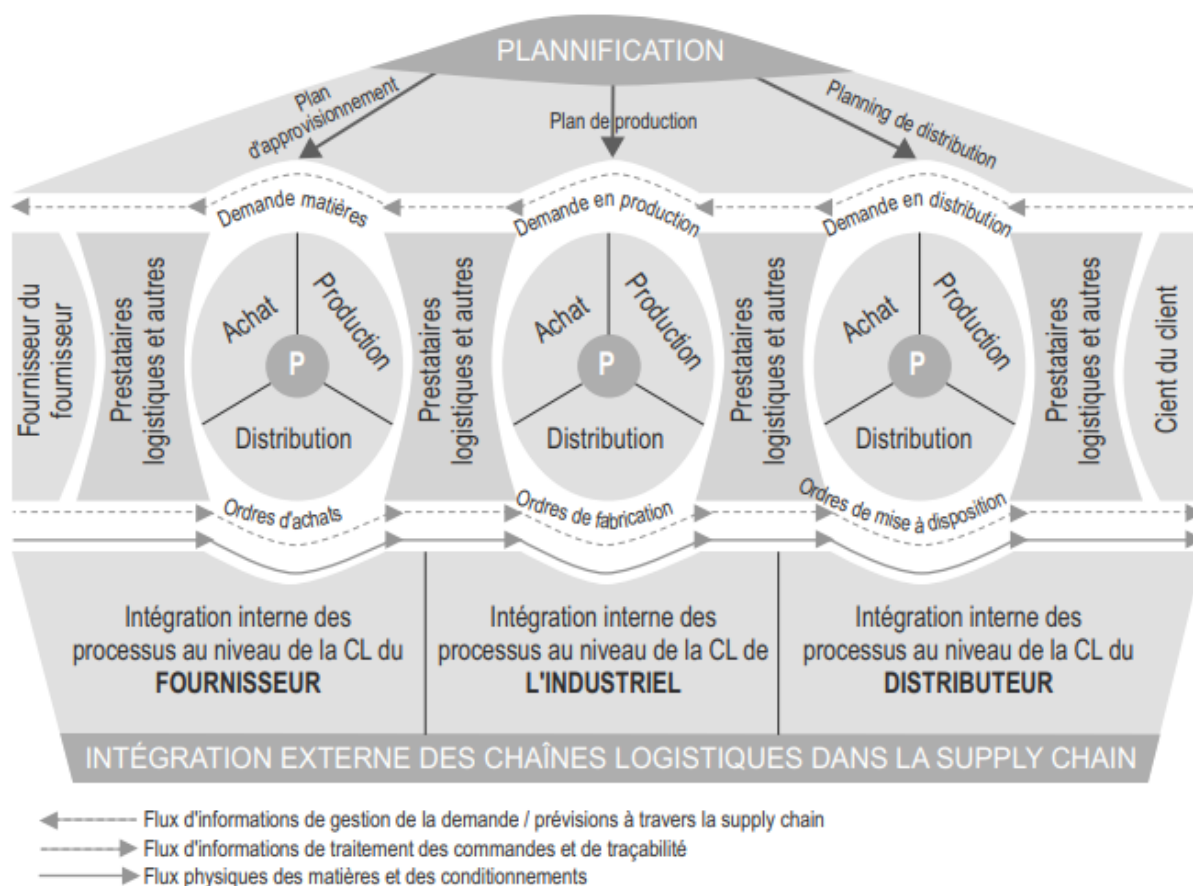 PLANNIFICATION
Plan
d'approvisionnement
Plan de production
Planning de distribution
Demande matières
Demande en production
Demande en distribution
Fournisseur du
fournisseur
Prestataires
logistiques et autres
Achat
Production
P
Distribution
Prestataires
logistiques et autres
Achat
Production
P
Distribution
Prestataires
logistiques et autres
Achat
Production
P
Distribution
Prestataires
logistiques et autres
Cient du client
Ordres d'achats
Ordres de fabrication
Ordres de mise à disposition
Intégration interne des
processus au niveau de la CL du
FOURNISSEUR
Intégration interne des
processus au niveau de la CL de
L'INDUSTRIEL
Intégration interne des
processus au niveau de la CL du
DISTRIBUTEUR
INTÉGRATION EXTERNE DES CHAÎNES LOGISTIQUES DANS LA SUPPLY CHAIN
Flux d'informations de gestion de la demande / prévisions à travers la supply chain
Flux d'informations de traitement des commandes et de traçabilité
Flux physiques des matières et des conditionnements